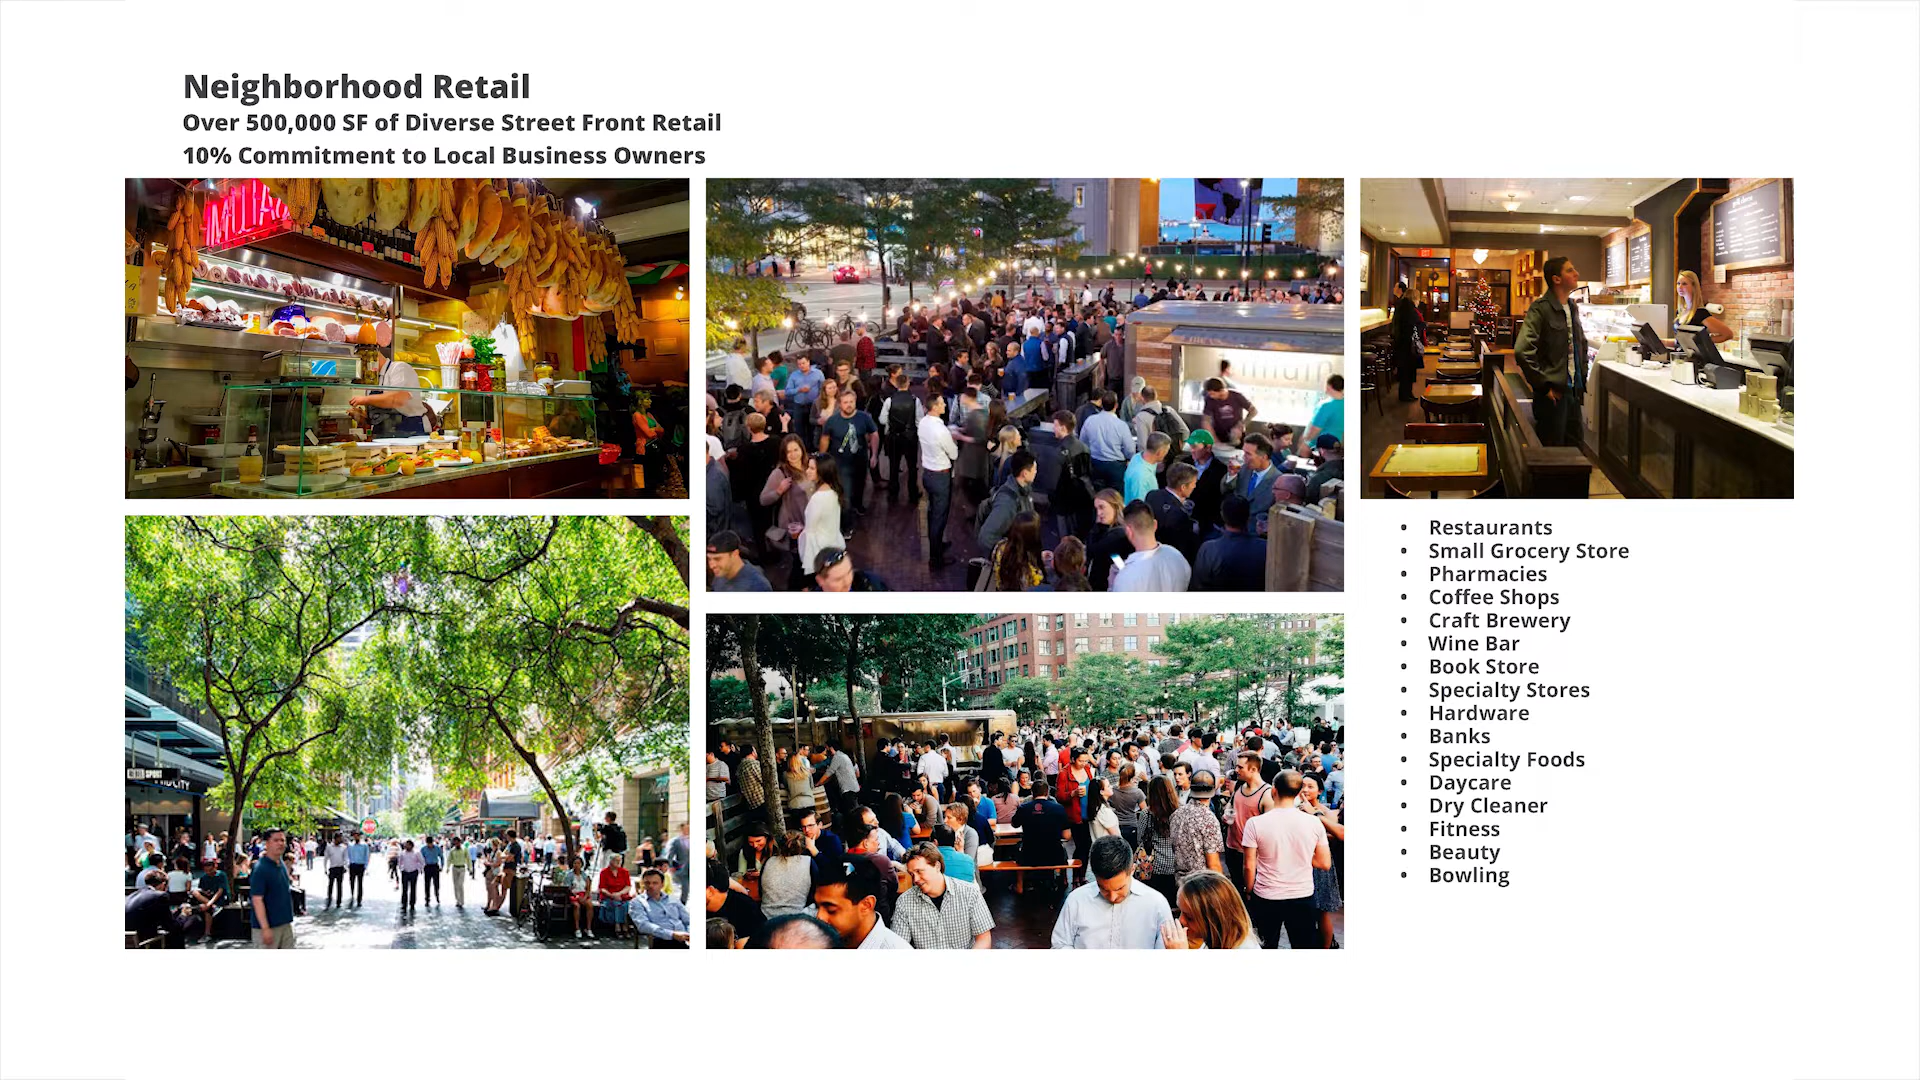 Neighborhood Retail
Over 500,000 SF of Diverse Street Front Retail
10% Commitment to Local Business Owners
• Restaurants
• Small Grocery Store
• Pharmacies
• Coffee Shops
• Craft Brewery
• Wine Bar
• Book Store
• Specialty Stores
• Hardware
• Banks
• Specialty Foods
• Daycare
• Dry Cleaner
• Fitness
• Beauty
• Bowling